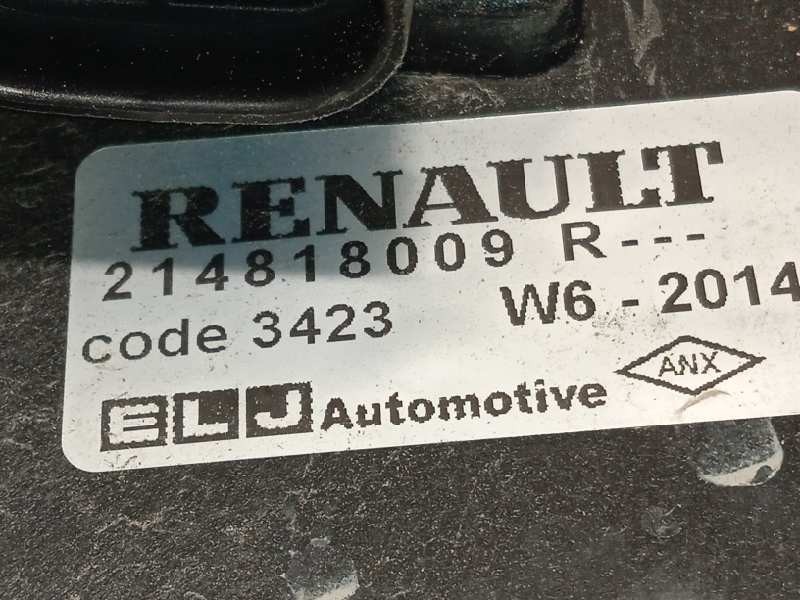 RENAULT
214818009 R---
code 3423 W6 - 2014
ELJ Automotive ANX